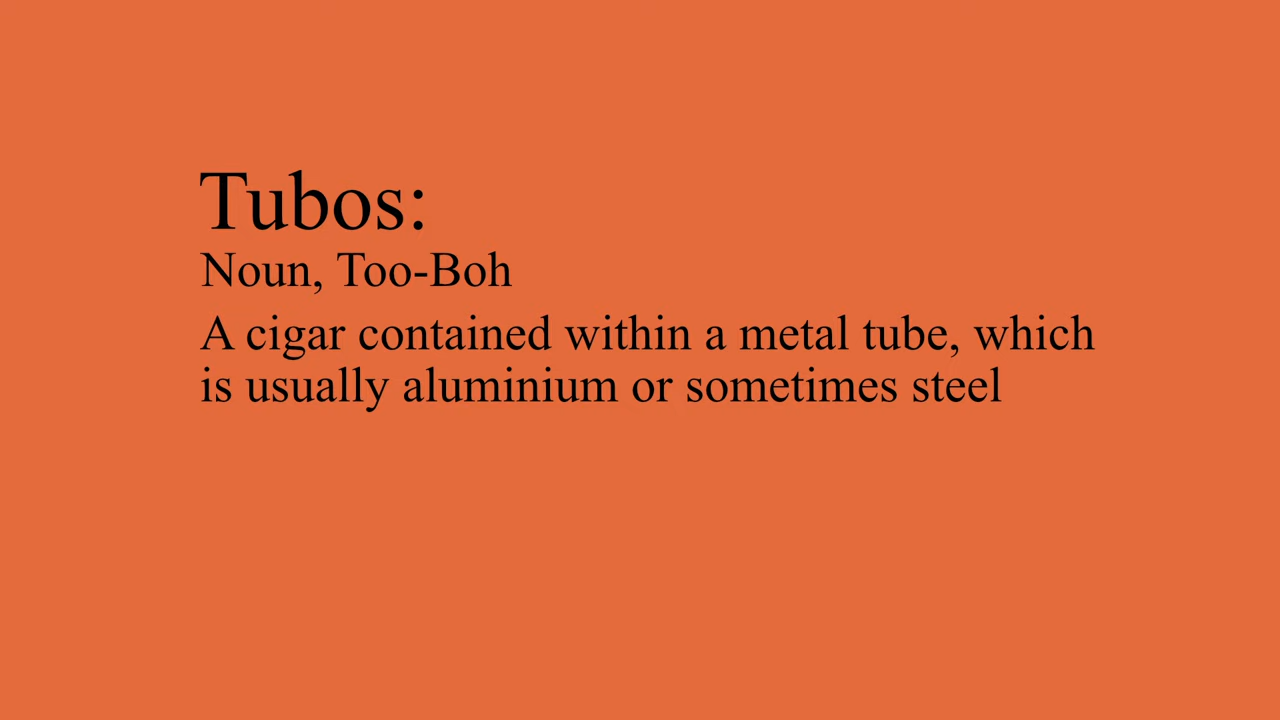 Tubos:
Noun, Too-Boh
A cigar contained within a metal tube, which
is usually aluminium or sometimes steel